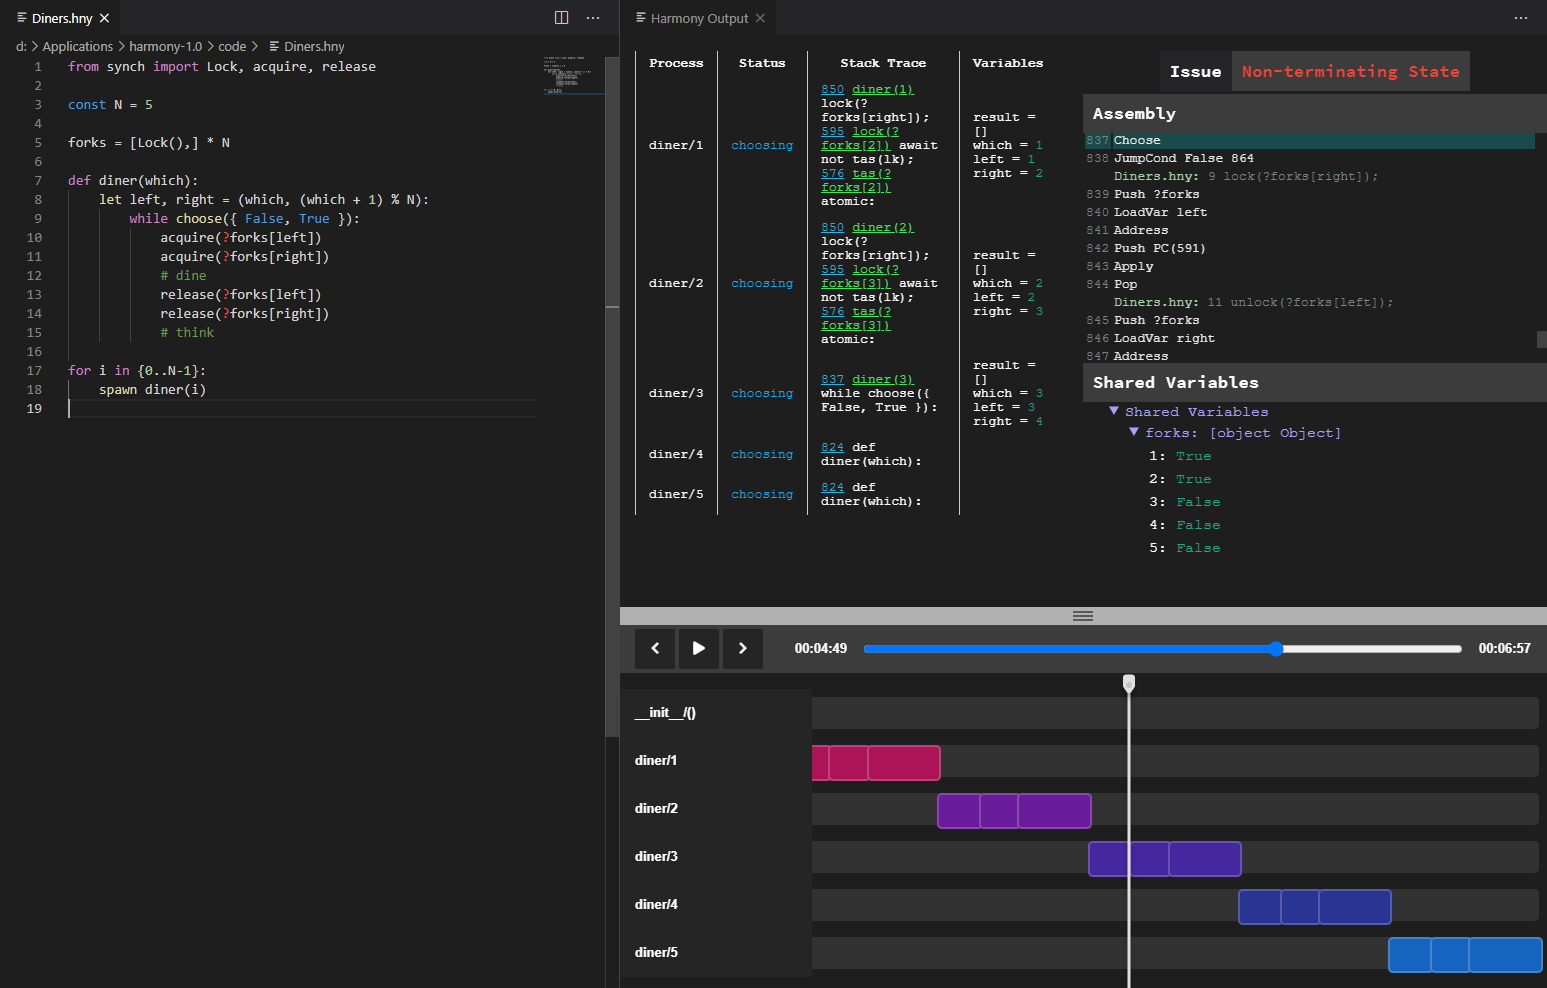 Diners.hny
d: > Applications > harmony-1.0 > code > Diners.hny
1 from synch import Lock, acquire, release
2
3 const N = 5
4
5 forks = [Lock(),] * N
6
7 def diner(which):
8 let left, right = (which, (which + 1) % N):
9 while choose({ False, True }):
10 acquire(?forks[left])
11 acquire(?forks[right])
12 # dine
13 release(?forks[left])
14 release(?forks[right])
15 # think
16
17 for i in {0..N-1}:
18 spawn diner(i)
19
Harmony Output
Process Status Stack Trace Variables
diner/1
choosing
850 diner(1)
lock(?
forks[right]);
595 lock(?
forks[2]) await
not tas(lk);
576 tas(?
forks[2])
atomic:
result =
[]
which = 1
left = 1
right = 2
diner/2
choosing
850 diner(2)
lock(?
forks[right]);
595 lock(?
forks[3]) await
not tas(lk);
576 tas(?
forks[3])
atomic:
result =
[]
which = 2
left = 2
right = 3
diner/3
choosing
837 diner(3)
while choose({
False, True }):
result =
[]
which = 3
left = 3
right = 4
diner/4
choosing
824 def
diner(which):
diner/5
choosing
824 def
diner(which):
Issue Non-terminating State
Assembly
837 Choose
838 JumpCond False 864
Diners.hny: 9 lock(?forks[right]);
839 Push ?forks
840 LoadVar left
841 Address
842 Push PC(591)
843 Apply
844 Pop
Diners.hny: 11 unlock(?forks[left]);
845 Push ?forks
846 LoadVar right
847 Address
Shared Variables
Shared Variables
forks: [object Object]
1: True
2: True
3: False
4: False
5: False
00:04:49 00:06:57
__init__/()
diner/1
diner/2
diner/3
diner/4
diner/5